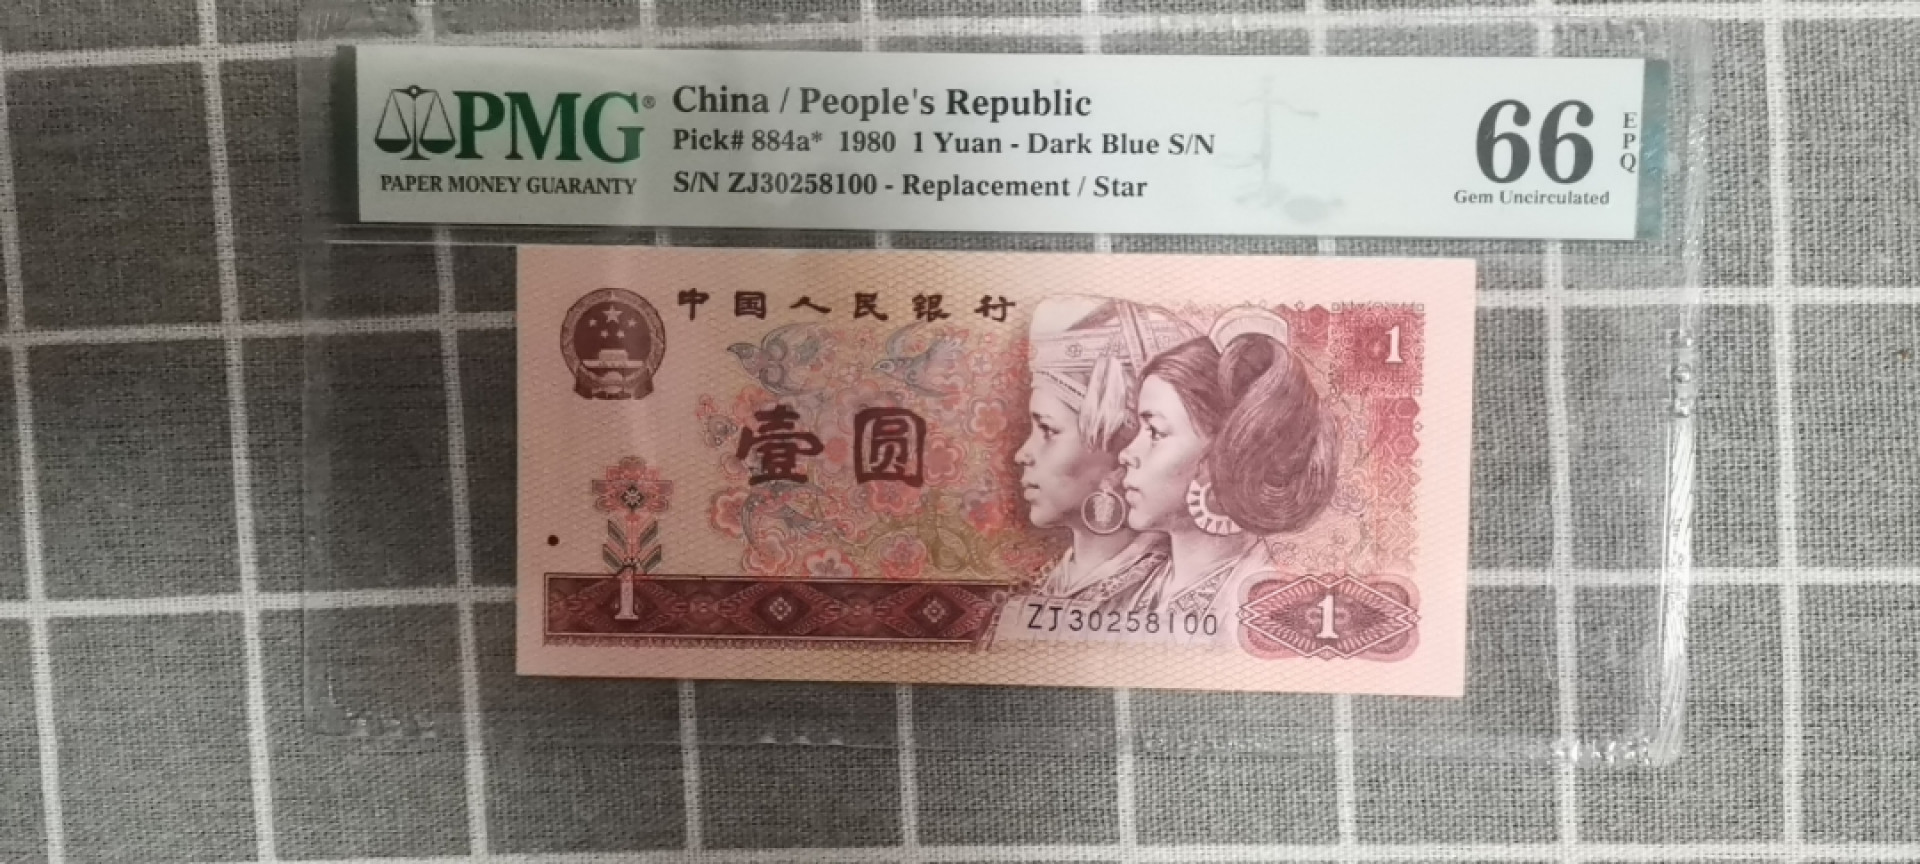 PMG®
PAPER MONEY GUARANTY
China / People's Republic
Pick# 884a* 1980 1 Yuan - Dark Blue S/N
S/N ZJ30258100 - Replacement / Star
66
EPQ
Gem Uncirculated
中国人民银行
1
壹圆
1
ZJ30258100
1